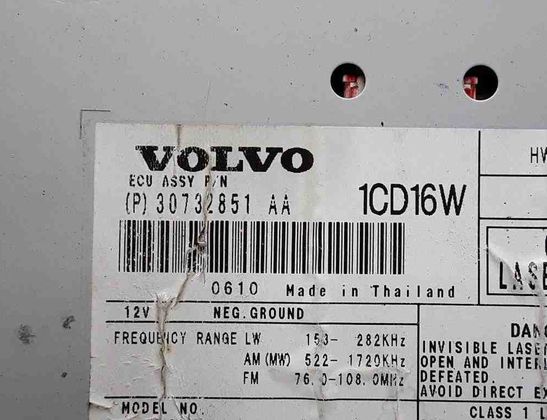 VOLVO
ECU ASSY P/N
(P) 30732851 AA 1CD16W
HW
0610 Made in Thailand
LASE
12V NEG.GROUND
FREQUENCY RANGE LW 153- 282KHz
AM (MW) 522-1720KHz
FM 76.0-108.0MHz
DAN
INVISIBLE LASE
OPEN AND INTER
DEFEATED.
AVOID DIRECT E
MODEL NO.
CLASS 1